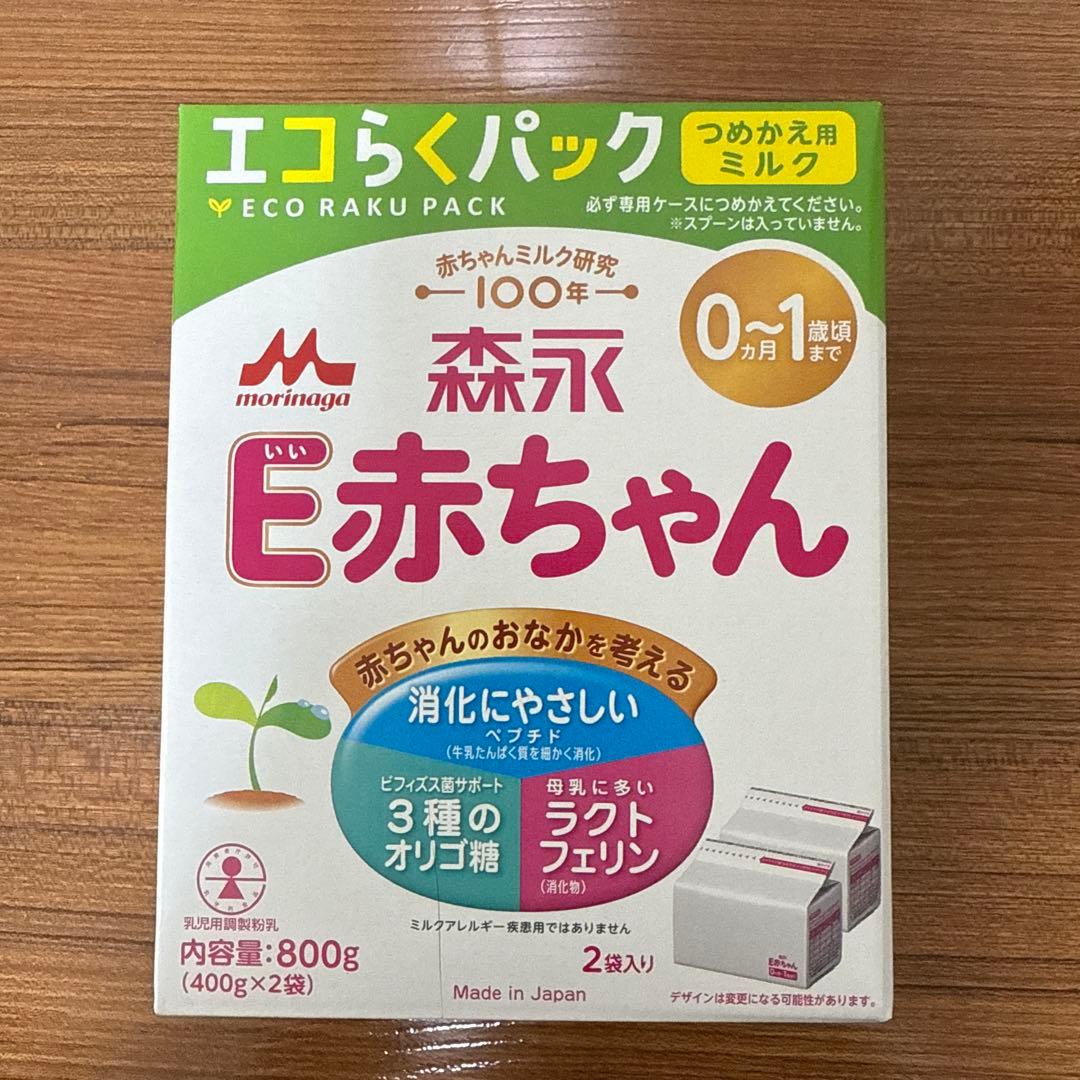 エコらくパック
つめかえ用
ミルク
ECO RAKU PACK
必ず専用ケースにつめかえてください。
※スプーンは入っていません。
赤ちゃんミルク研究
100年
0ヵ月〜1歳頃まで
morinaga
森永
いい
E赤ちゃん
赤ちゃんのおなかを考える
消化にやさしい
ペプチド
(牛乳たんぱく質を細かく消化)
ビフィズス菌サポート
3種の
オリゴ糖
母乳に多い
ラクト
フェリン
(消化物)
ミルクアレルギー疾患用ではありません
乳児用調製粉乳
内容量:800g
(400g×2袋)
2袋入り
E赤ちゃん
Made in Japan
デザインは変更になる可能性があります。